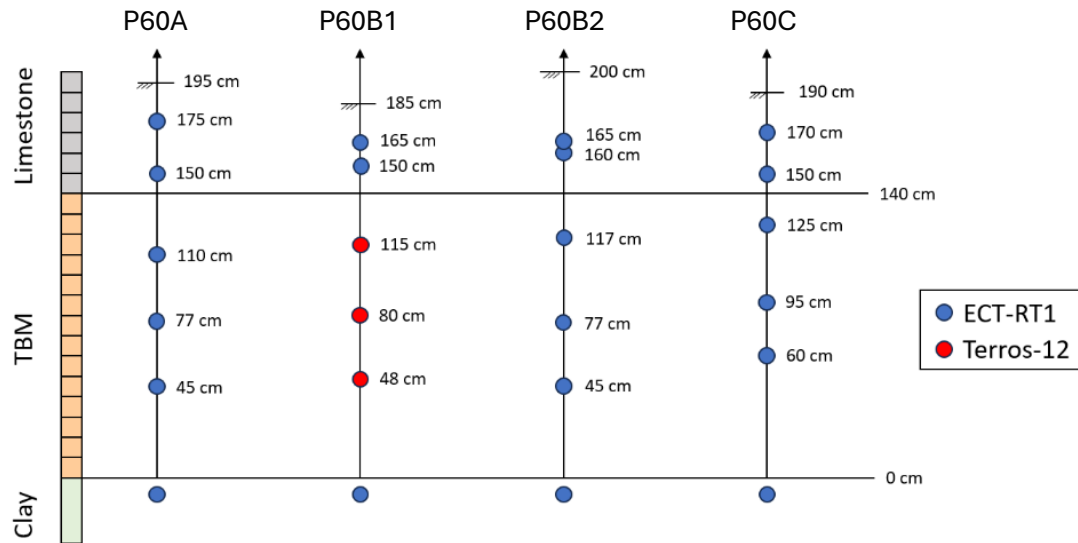 P60A
P60B1
P60B2
P60C
Limestone
TBM
Clay
195 cm
175 cm
150 cm
110 cm
77 cm
45 cm
185 cm
165 cm
150 cm
115 cm
80 cm
48 cm
200 cm
165 cm
160 cm
117 cm
77 cm
45 cm
190 cm
170 cm
150 cm
125 cm
95 cm
60 cm
140 cm
0 cm
ECT-RT1
Terros-12